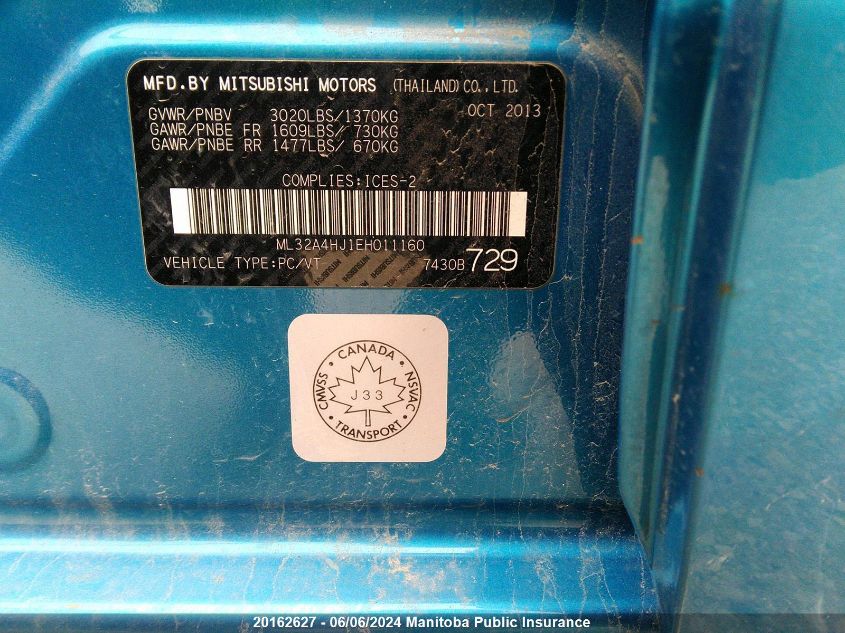 MFD.BY MITSUBISHI MOTORS (THAILAND) CO., LTD.
GVWR/PNBV 3020LBS/1370KG OCT 2013
GAWR/PNBE FR 1609LBS/ 730KG
GAWR/PNBE RR 1477LBS/ 670KG
COMPLIES:ICES-2
ML32A4HJ1EH011160
VEHICLE TYPE:PC/VT 7430B 729
CANADA
CMVSS NSVAC
J33
TRANSPORT
20162627 - 06/06/2024 Manitoba Public Insurance